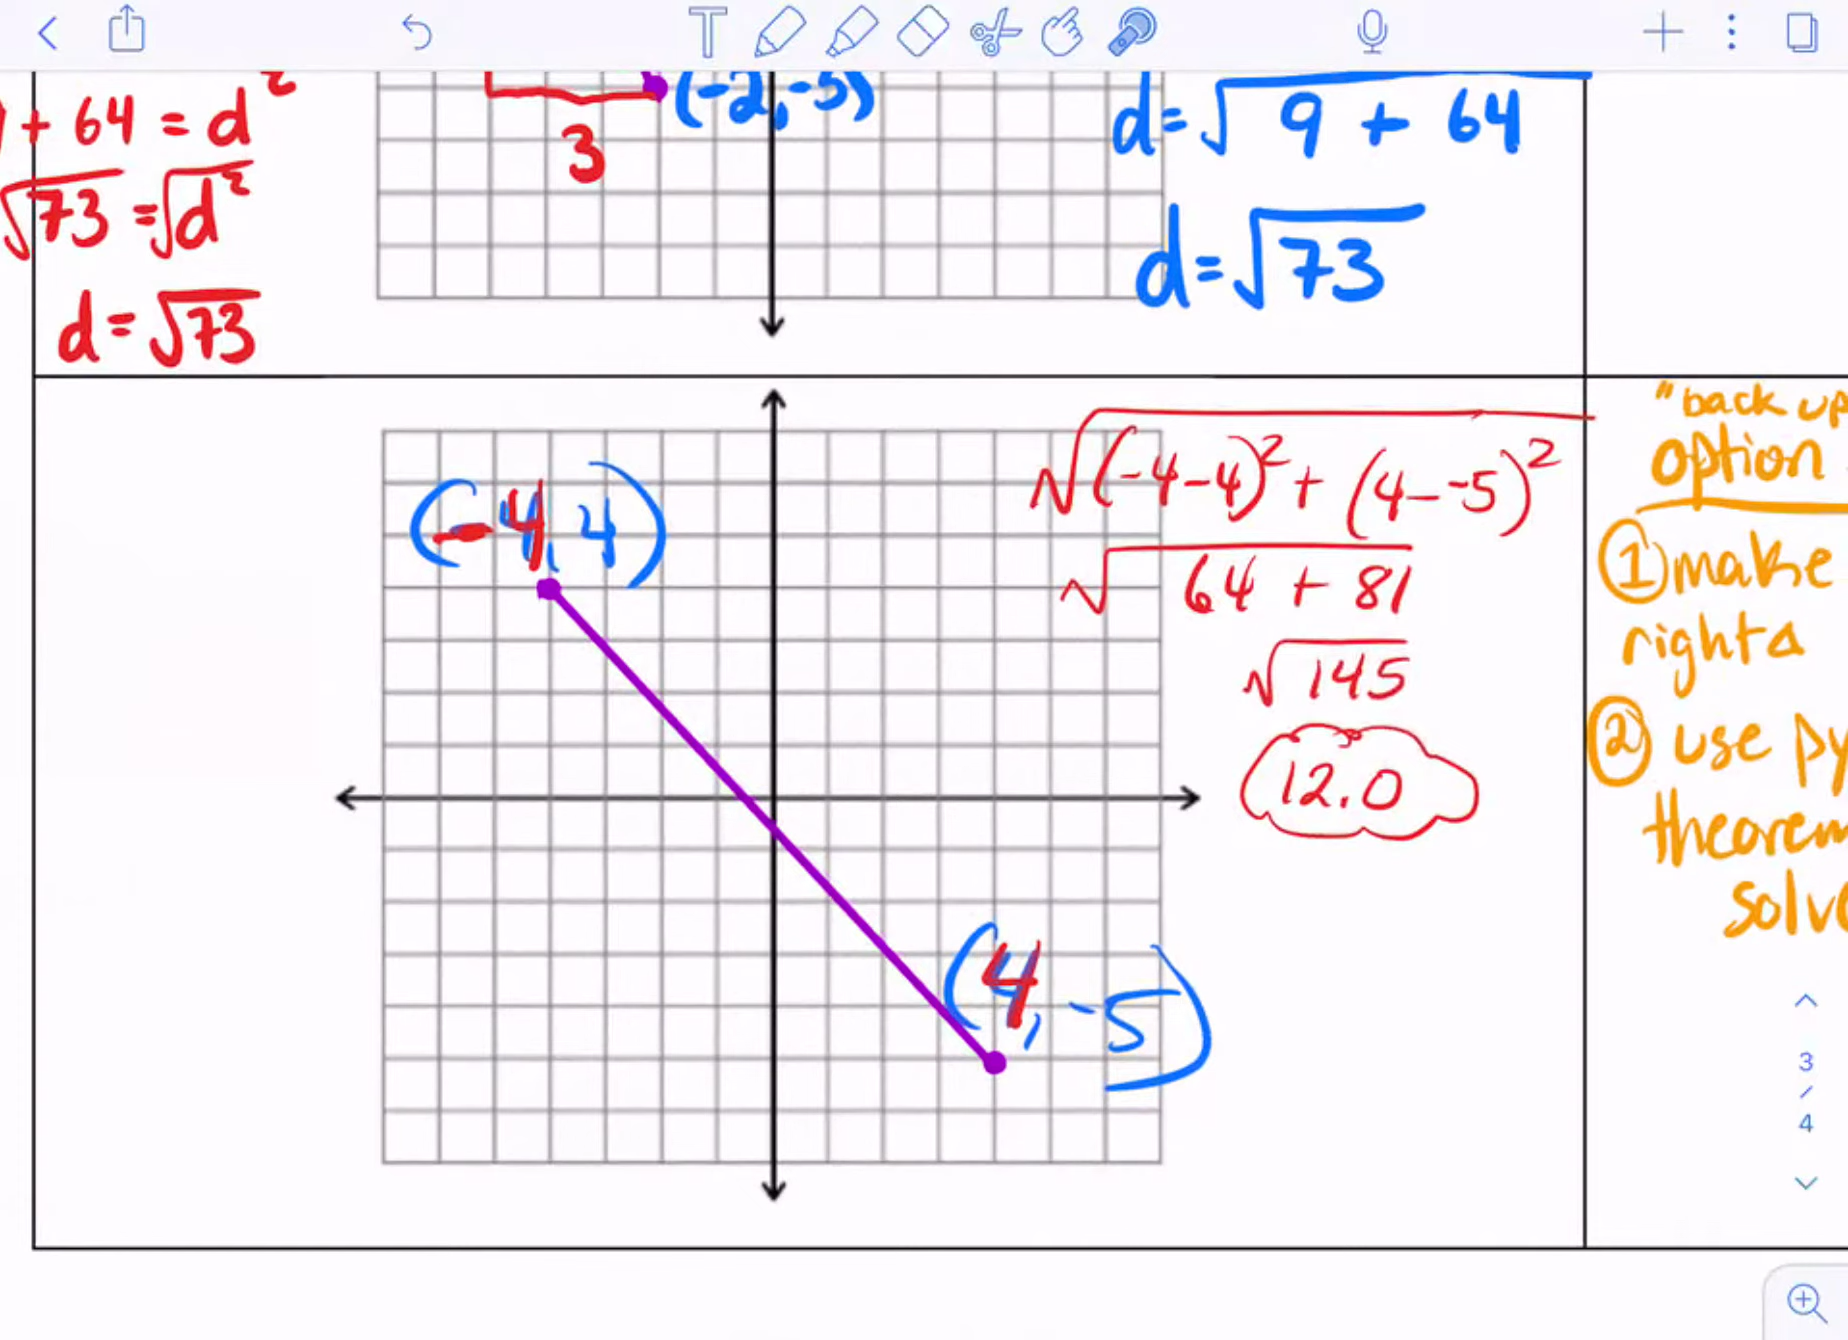 + 64 = d²
√73 = √d²
d = √73
(-2, -5)
3
d = √9 + 64
d = √73
(-4, 4)
(4, -5)
√(-4-4)² + (4--5)²
√64 + 81
√145
12.0
"back up
option
① make
right △
② use py
theorem
solve
3
/
4